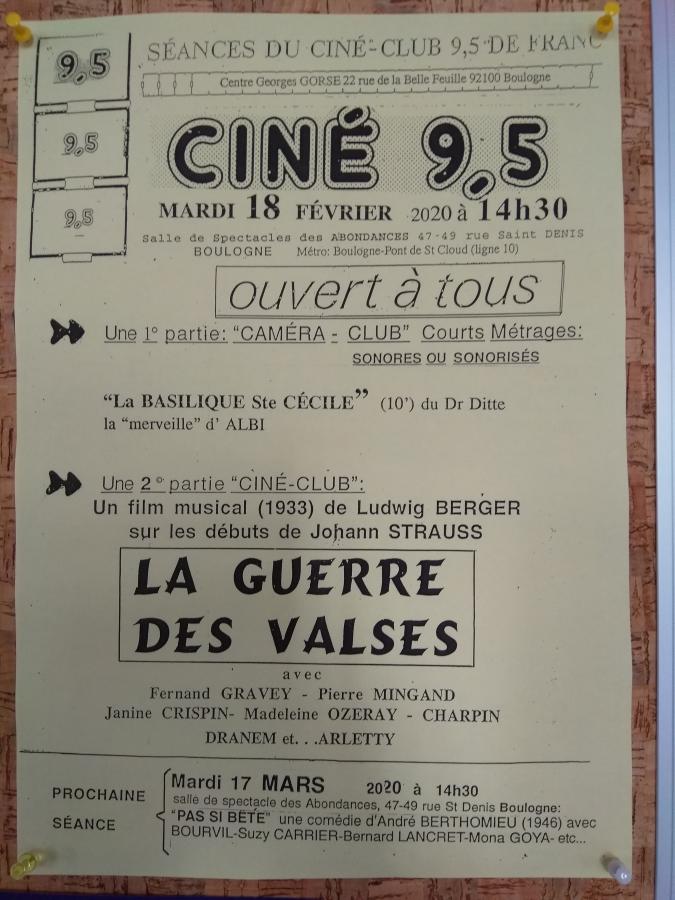 9,5
9,5
9,5
SÉANCES DU CINÉ-CLUB 9,5 DE FRANC
Centre Georges GORSE 22 rue de la Belle Feuille 92100 Boulogne
CINÉ 9,5
MARDI 18 FÉVRIER 2020 à 14h30
Salle de Spectacles des ABONDANCES 47-49 rue Saint DENIS
BOULOGNE Métro: Boulogne-Pont de St Cloud (ligne 10)
ouvert à tous
Une 1° partie: "CAMÉRA - CLUB" Courts Métrages:
SONORES OU SONORISÉS
"La BASILIQUE Ste CÉCILE" (10') du Dr Ditte
la "merveille" d' ALBI
Une 2° partie "CINÉ-CLUB":
Un film musical (1933) de Ludwig BERGER
sur les débuts de Johann STRAUSS
LA GUERRE
DES VALSES
avec
Fernand GRAVEY - Pierre MINGAND
Janine CRISPIN- Madeleine OZERAY - CHARPIN
DRANEM et. . .ARLETTY
PROCHAINE
SÉANCE
Mardi 17 MARS 2020 à 14h30
salle de spectacle des Abondances, 47-49 rue St Denis Boulogne:
"PAS SI BÊTE" une comédie d'André BERTHOMIEU (1946) avec
BOURVIL-Suzy CARRIER-Bernard LANCRET-Mona GOYA- etc...